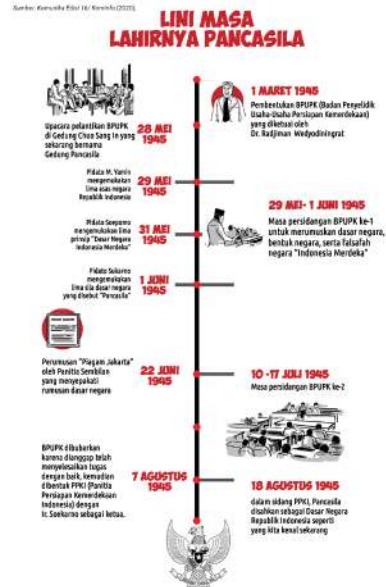 Sumber: Komunika Edisi 16/ Kominfo (2020).
LINI MASA
LAHIRNYA PANCASILA
1 MARET 1945
Pembentukan BPUPK (Badan Penyelidik
Usaha-Usaha Persiapan Kemerdekaan)
yang diketuai oleh
Dr. Radjiman Wedyodiningrat
Upacara pelantikan BPUPK
di Gedung Chuo Sang In yang
sekarang bernama
Gedung Pancasila
28 MEI
1945
Pidato M. Yamin
mengemukakan
lima asas negara
Republik Indonesia
29 MEI
1945
29 MEI- 1 JUNI 1945
Masa persidangan BPUPK ke-1
untuk merumuskan dasar negara,
bentuk negara, serta falsafah
negara "Indonesia Merdeka"
Pidato Soepomo
mengemukakan lima
prinsip "Dasar Negara
Indonesia Merdeka"
31 MEI
1945
Pidato Sukarno
mengemukakan
lima sila dasar negara
yang disebut "Pancasila"
1 JUNI
1945
Perumusan "Piagam Jakarta"
oleh Panitia Sembilan
yang menyepakati
rumusan dasar negara
22 JUNI
1945
10 -17 JULI 1945
Masa persidangan BPUPK ke-2
BPUPK dibubarkan
karena dianggap telah
menyelesaikan tugas
dengan baik, kemudian
dibentuk PPKI (Panitia
Persiapan Kemerdekaan
Indonesia) dengan
Ir. Soekarno sebagai ketua.
7 AGUSTUS
1945
18 AGUSTUS 1945
dalam sidang PPKI, Pancasila
disahkan sebagai Dasar Negara
Republik Indonesia seperti
yang kita kenal sekarang